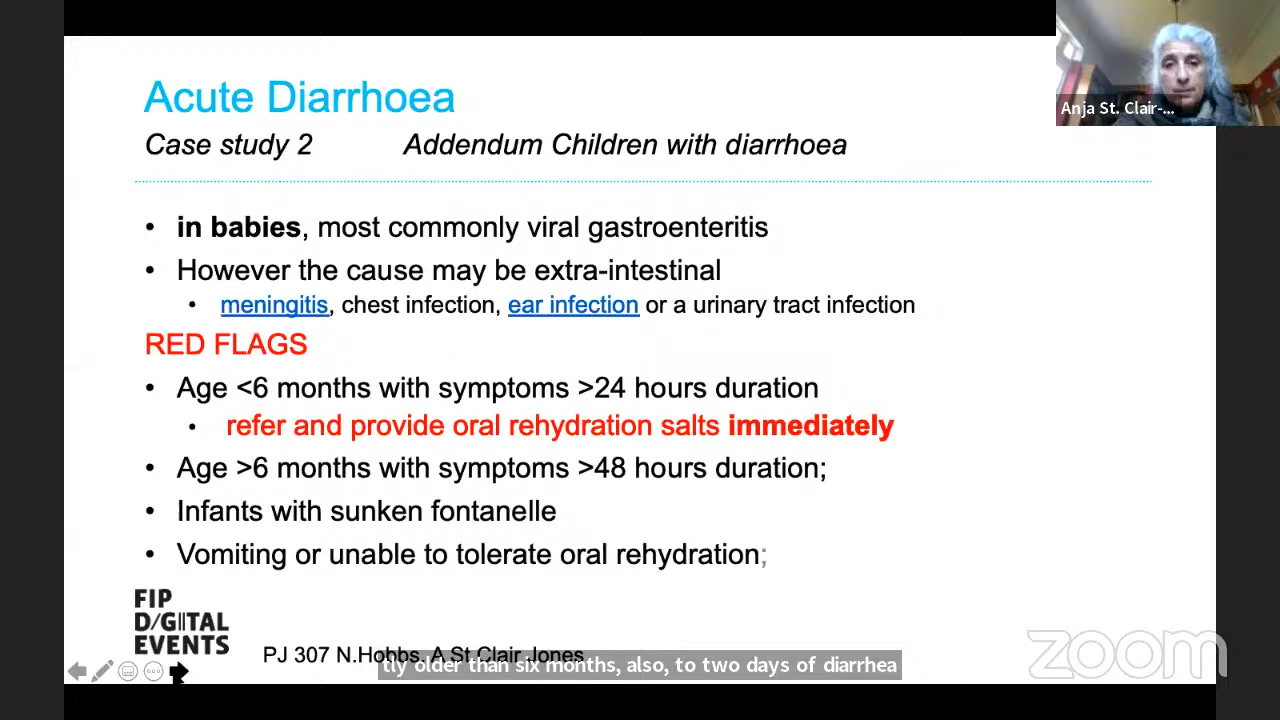 Anja St. Clair-...
Acute Diarrhoea
Case study 2 Addendum Children with diarrhoea
• in babies, most commonly viral gastroenteritis
• However the cause may be extra-intestinal
• meningitis, chest infection, ear infection or a urinary tract infection
RED FLAGS
• Age <6 months with symptoms >24 hours duration
• refer and provide oral rehydration salts immediately
• Age >6 months with symptoms >48 hours duration;
• Infants with sunken fontanelle
• Vomiting or unable to tolerate oral rehydration;
FIP
D/GITAL
EVENTS
PJ 307 N.Hobbs, A.St.Clair Jones
tly older than six months, also, to two days of diarrhea
zoom